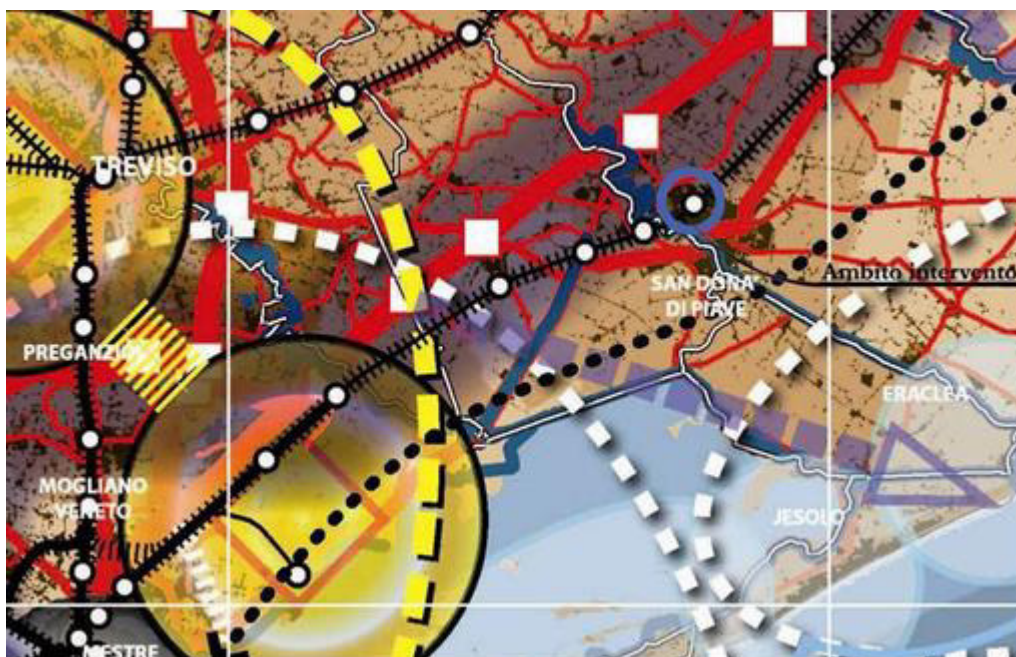 TREVISO
Ambito intervento
SAN DONA'
DI PIAVE
PREGANZIOL
ERACLEA
MOGLIANO
VENETO
JESOLO
MESTRE